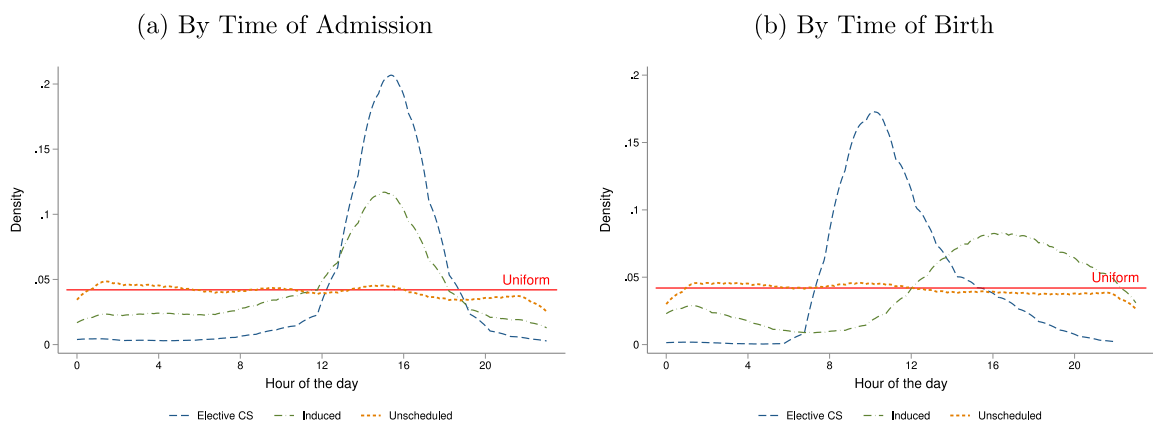 (a) By Time of Admission
.2
.15
.1
.05
0
Density
Uniform
0 4 8 12 16 20
Hour of the day
Elective CS Induced Unscheduled
(b) By Time of Birth
.2
.15
.1
.05
0
Density
Uniform
0 4 8 12 16 20
Hour of the day
Elective CS Induced Unscheduled